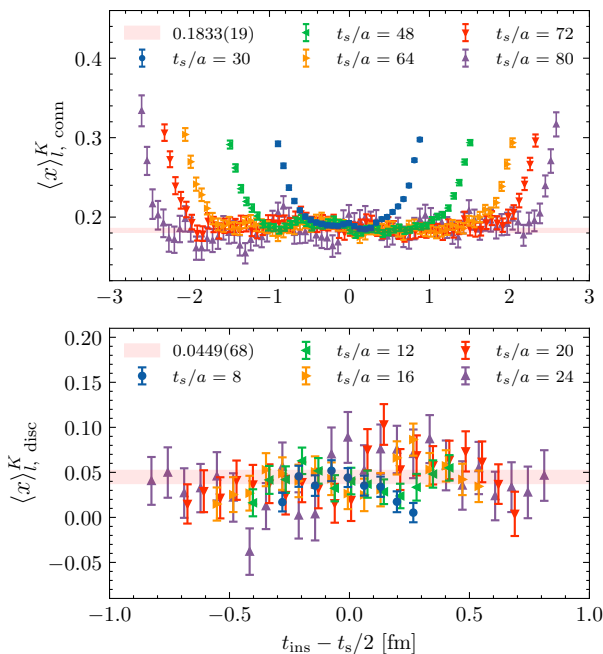 0.1833(19) t_s/a = 48 t_s/a = 72
t_s/a = 30 t_s/a = 64 t_s/a = 80
0.4
0.3
0.2
⟨x⟩^K_{l, conn}
−3 −2 −1 0 1 2 3
0.0449(68) t_s/a = 12 t_s/a = 20
t_s/a = 8 t_s/a = 16 t_s/a = 24
0.20
0.15
0.10
0.05
0.00
−0.05
⟨x⟩^K_{l, disc}
−1.0 −0.5 0.0 0.5 1.0
t_ins − t_s/2 [fm]